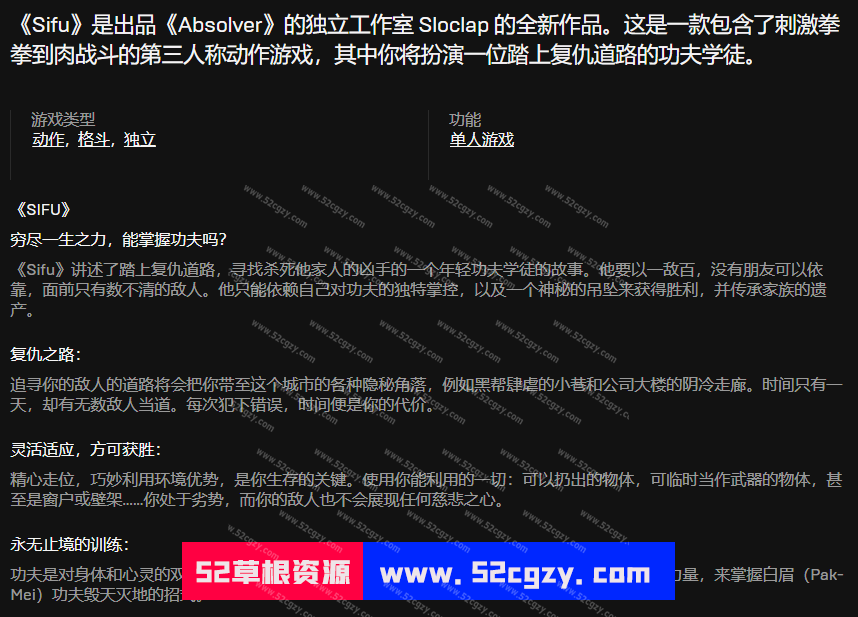 《Sifu》是出品《Absolver》的独立工作室 Sloclap 的全新作品。这是一款包含了刺激拳
拳到肉战斗的第三人称动作游戏，其中你将扮演一位踏上复仇道路的功夫学徒。
游戏类型
动作, 格斗, 独立
功能
单人游戏
《SIFU》
穷尽一生之力，能掌握功夫吗？
《Sifu》讲述了踏上复仇道路，寻找杀死他家人的凶手的一个年轻功夫学徒的故事。他要以一敌百，没有朋友可以依
靠，面前只有数不清的敌人。他只能依赖自己对功夫的独特掌控，以及一个神秘的吊坠来获得胜利，并传承家族的遗
产。
复仇之路：
追寻你的敌人的道路将会把你带至这个城市的各种隐秘角落，例如黑帮肆虐的小巷和公司大楼的阴冷走廊。时间只有一
天，却有无数敌人当道。每次犯下错误，时间便是你的代价。
灵活适应，方可获胜：
精心走位，巧妙利用环境优势，是你生存的关键。使用你能利用的一切：可以扔出的物体，可临时当作武器的物体，甚
至是窗户或壁架……你处于劣势，而你的敌人也不会展现任何慈悲之心。
永无止境的训练：
功夫是对身体和心灵的双 力量，来掌握白眉（Pak-
Mei）功夫毁天灭地的招式。
52草根资源 www.52cgzy.com